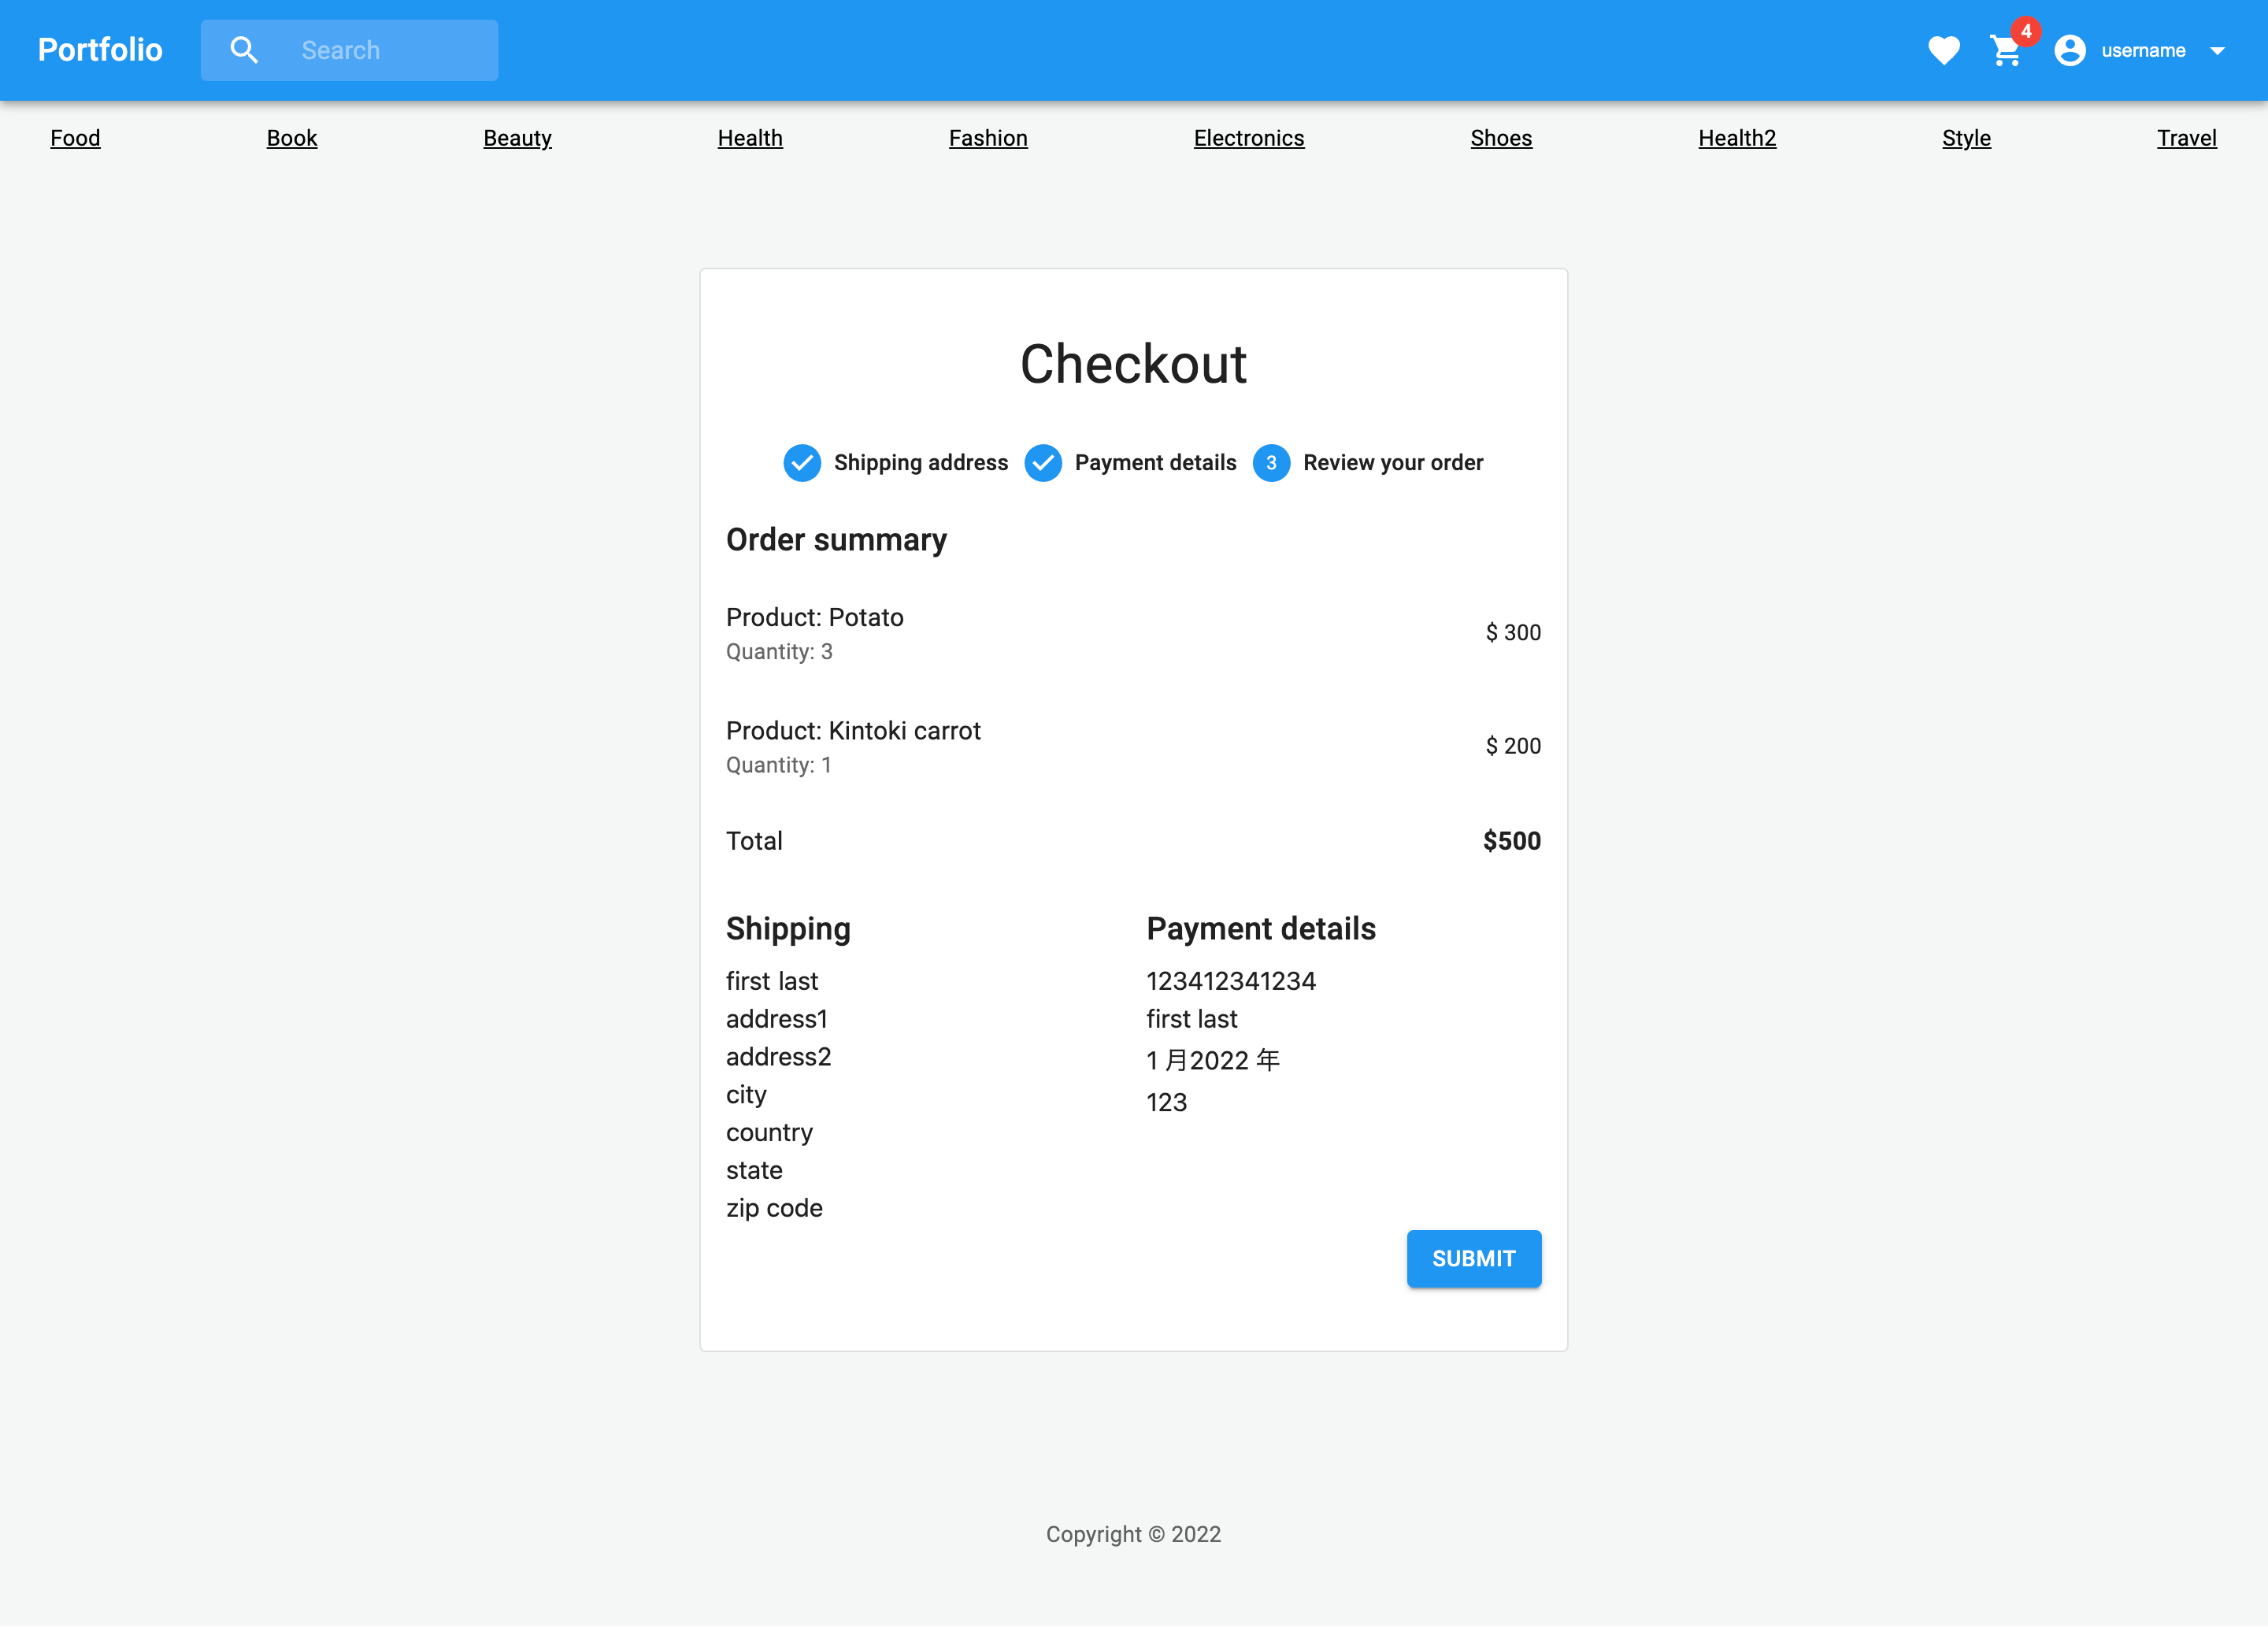 Portfolio Search 4 username
Food Book Beauty Health Fashion Electronics Shoes Health2 Style Travel
Checkout
Shipping address Payment details 3 Review your order
Order summary
Product: Potato
Quantity: 3
$ 300
Product: Kintoki carrot
Quantity: 1
$ 200
Total $500
Shipping
first last
address1
address2
city
country
state
zip code
Payment details
123412341234
first last
1 月2022 年
123
SUBMIT
Copyright © 2022